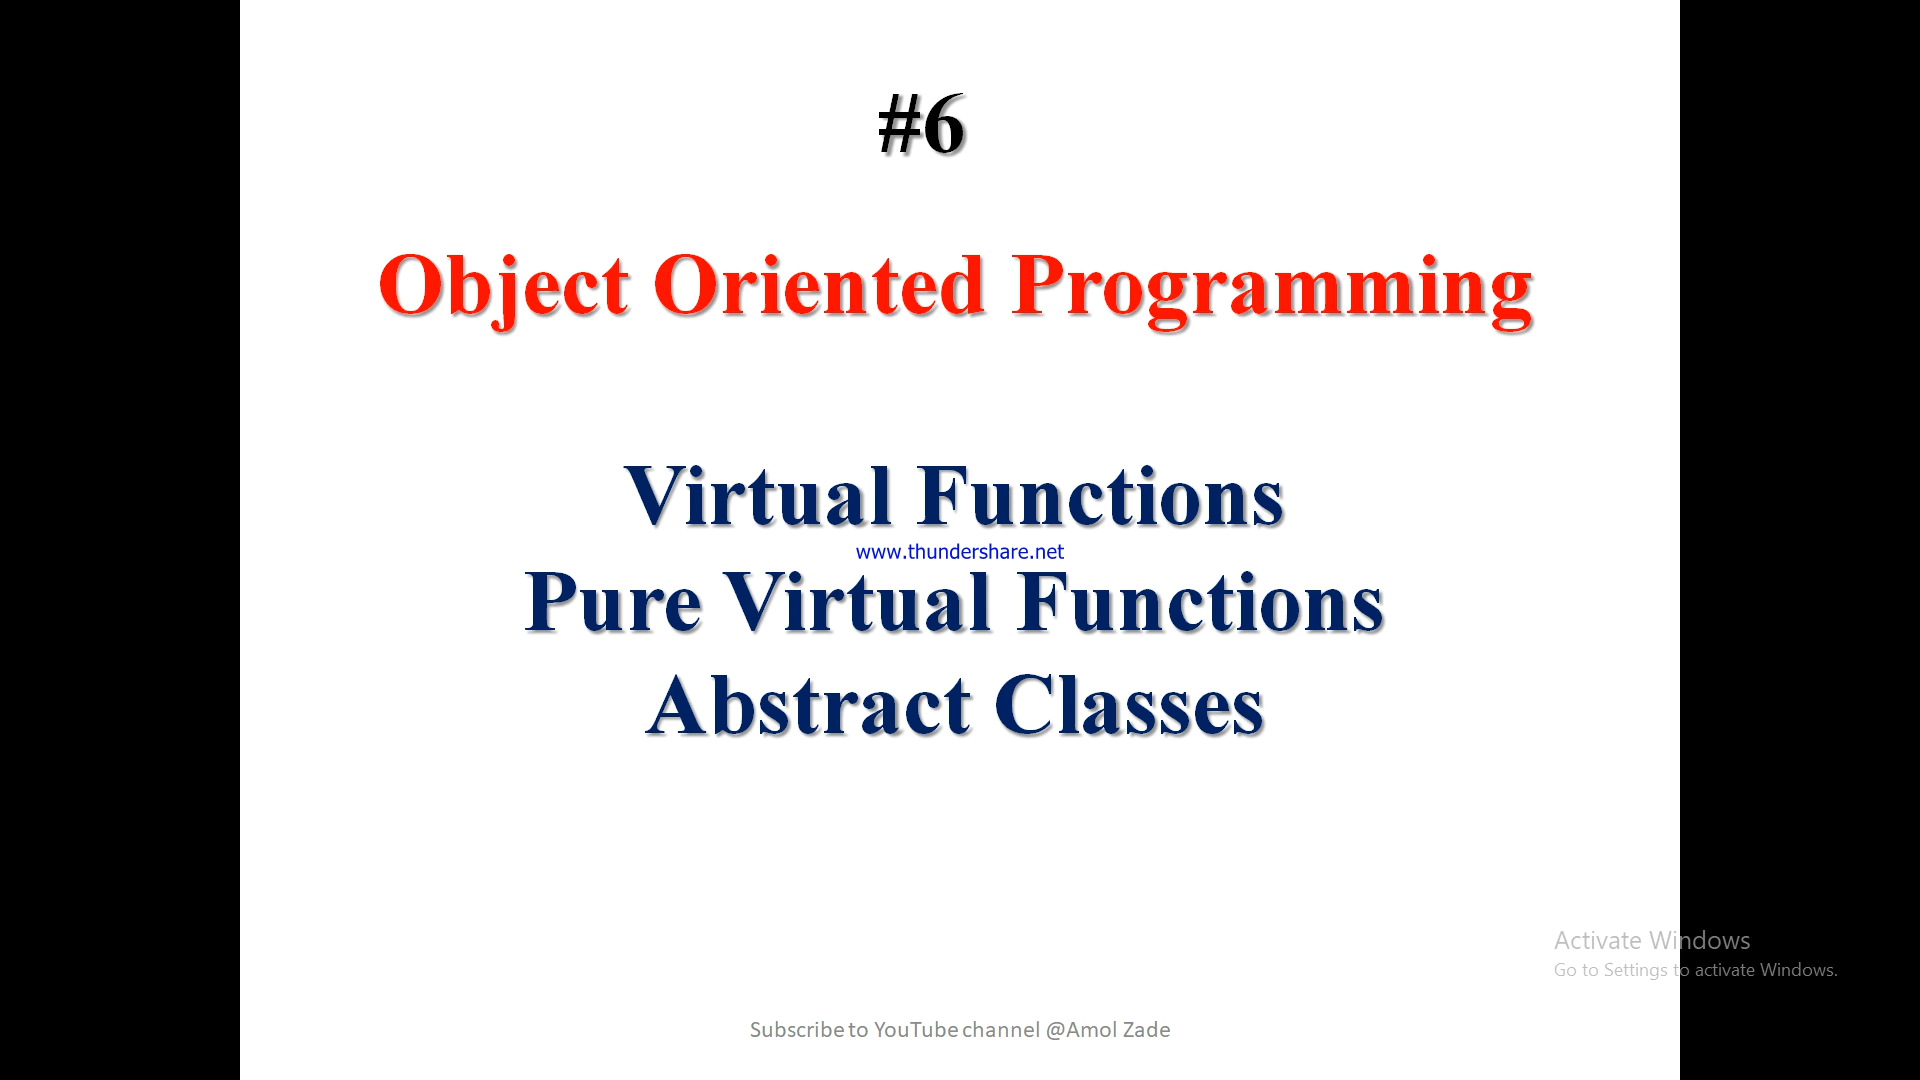 #6
Object Oriented Programming
Virtual Functions
www.thundershare.net
Pure Virtual Functions
Abstract Classes
Activate Windows
Go to Settings to activate Windows.
Subscribe to YouTube channel @Amol Zade